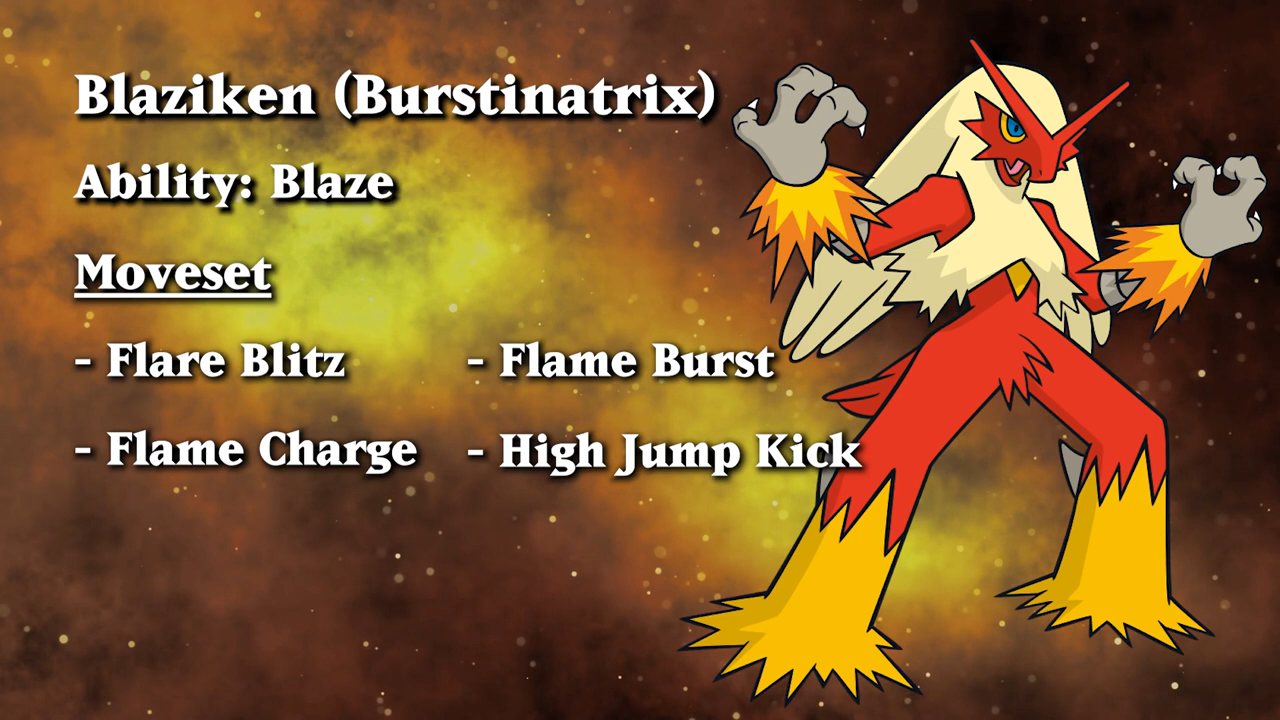 Blaziken (Burstinatrix)
Ability: Blaze
Moveset
- Flare Blitz - Flame Burst
- Flame Charge - High Jump Kick